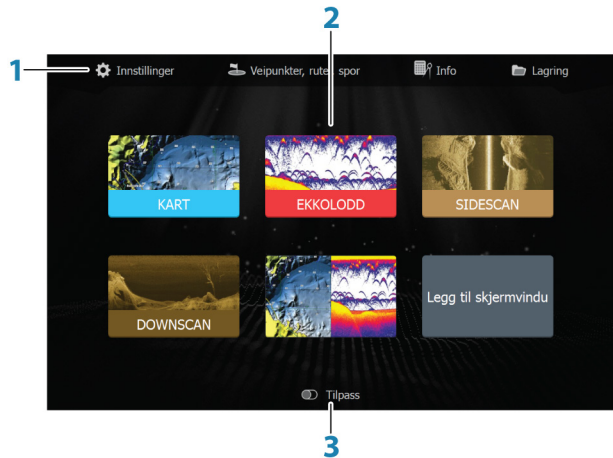 2
1
Innstillinger
Veipunkter, ruter, spor
Info
Lagring
KART
EKKOLODD
SIDESCAN
DOWNSCAN
Legg til skjermvindu
Tilpass
3